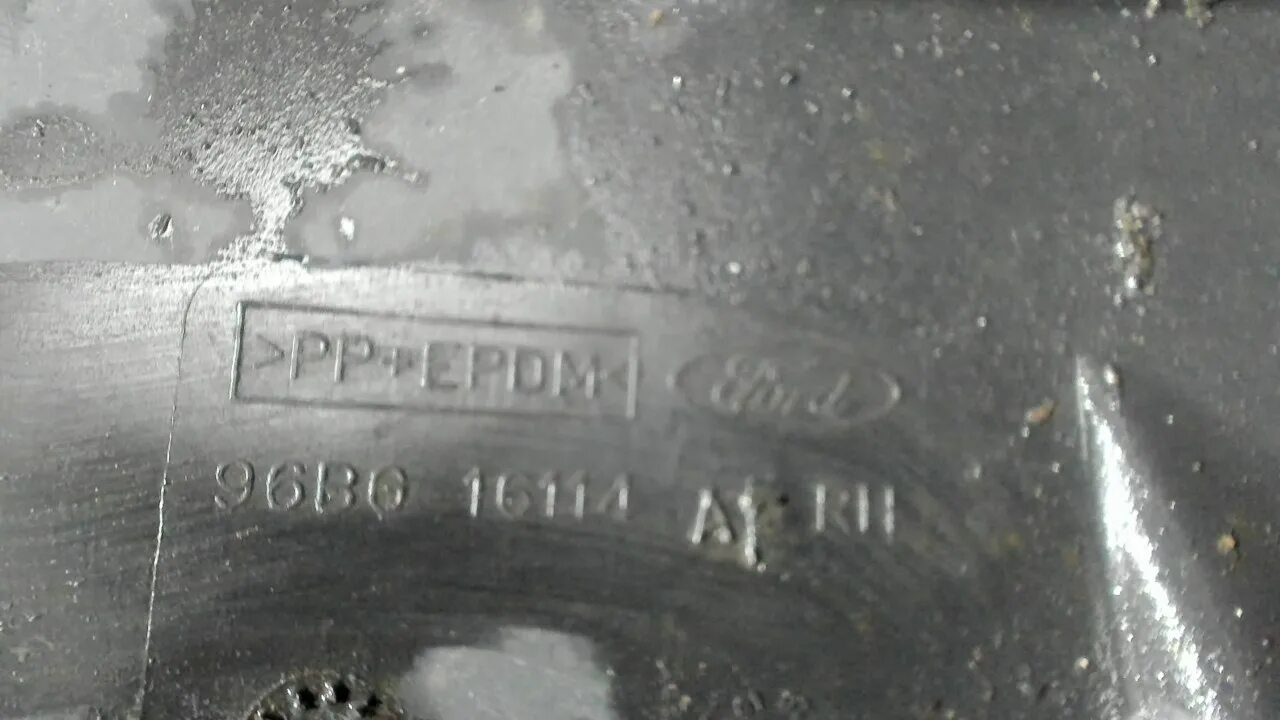 >PP+EPDM< Ford
96BG 16114 RH